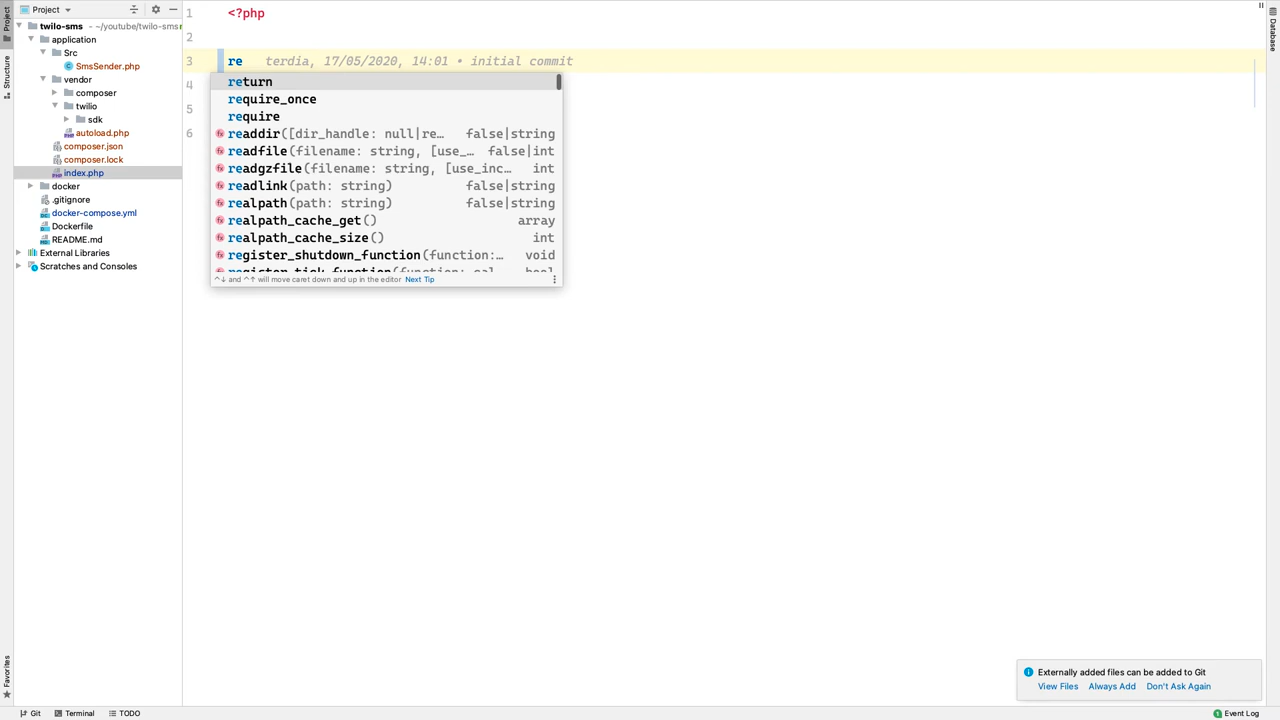 Project
twilo-sms - ~/youtube/twilo-sms
application
Src
SmsSender.php
vendor
composer
twilio
sdk
autoload.php
composer.json
composer.lock
index.php
docker
.gitignore
docker-compose.yml
Dockerfile
README.md
External Libraries
Scratches and Consoles
Project
Structure
Favorites
1 <?php
2
3 re terdia, 17/05/2020, 14:01 • initial commit
4
5
6
return
require_once
require
readdir([dir_handle: null|re… false|string
readfile(filename: string, [use_… false|int
readgzfile(filename: string, [use_inc… int
readlink(path: string) false|string
realpath(path: string) false|string
realpath_cache_get() array
realpath_cache_size() int
register_shutdown_function(function:… void
register_tick_function(function: cal… bool
^↓ and ^↑ will move caret down and up in the editor Next Tip
Database
Externally added files can be added to Git
View Files Always Add Don't Ask Again
Git Terminal TODO
1 Event Log